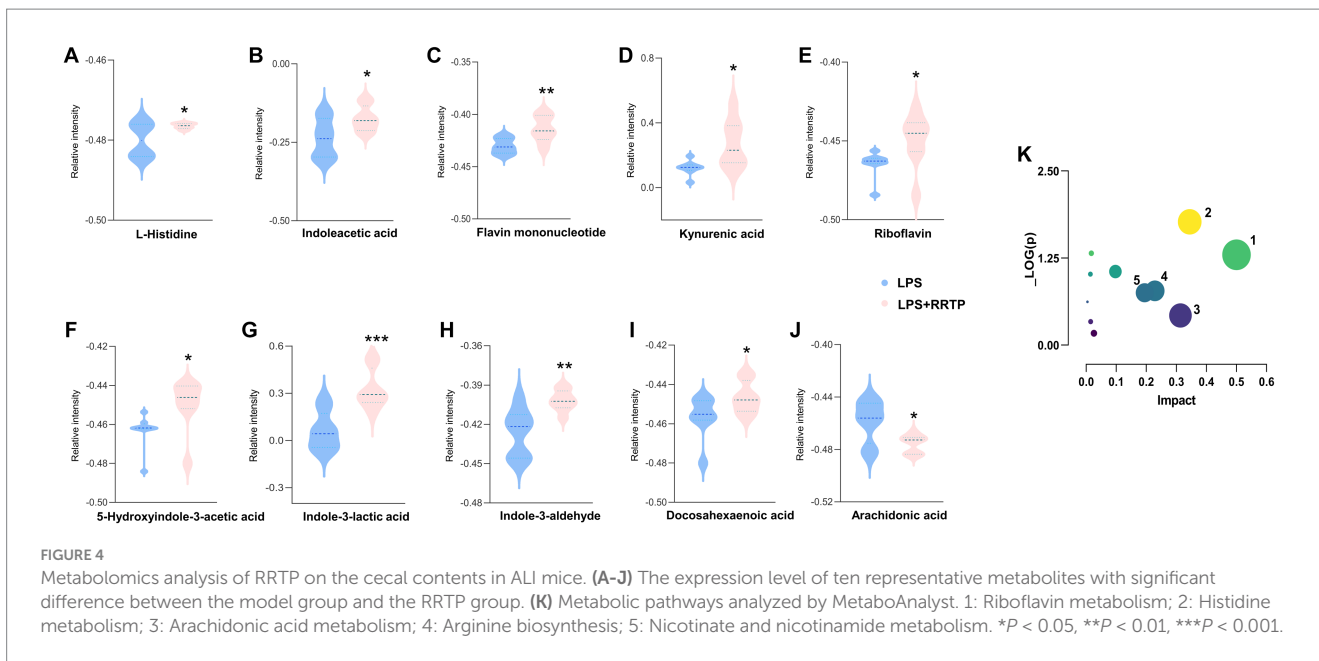 A
B
C
D
E
-0.46
-0.48
-0.50
Relative intensity
*
L-Histidine
0.00
-0.25
-0.50
Relative intensity
*
Indoleacetic acid
-0.35
-0.40
-0.45
-0.50
Relative intensity
**
Flavin mononucleotide
0.8
0.4
0.0
Relative intensity
*
Kynurenic acid
-0.40
-0.45
-0.50
Relative intensity
*
Riboflavin
LPS
LPS+RRTP
K
2.50
1.25
0.00
_LOG(p)
2
1
5
4
3
0.0 0.1 0.2 0.3 0.4 0.5 0.6
Impact
F
G
H
I
J
-0.42
-0.44
-0.46
-0.48
-0.50
Relative intensity
*
5-Hydroxyindole-3-acetic acid
0.6
0.3
0.0
-0.3
Relative intensity
***
Indole-3-lactic acid
-0.36
-0.39
-0.42
-0.45
-0.48
Relative intensity
**
Indole-3-aldehyde
-0.42
-0.44
-0.46
-0.48
-0.50
Relative intensity
*
Docosahexaenoic acid
-0.40
-0.44
-0.48
-0.52
Relative intensity
*
Arachidonic acid
FIGURE 4
Metabolomics analysis of RRTP on the cecal contents in ALI mice. (A-J) The expression level of ten representative metabolites with significant
difference between the model group and the RRTP group. (K) Metabolic pathways analyzed by MetaboAnalyst. 1: Riboflavin metabolism; 2: Histidine
metabolism; 3: Arachidonic acid metabolism; 4: Arginine biosynthesis; 5: Nicotinate and nicotinamide metabolism. *P < 0.05, **P < 0.01, ***P < 0.001.